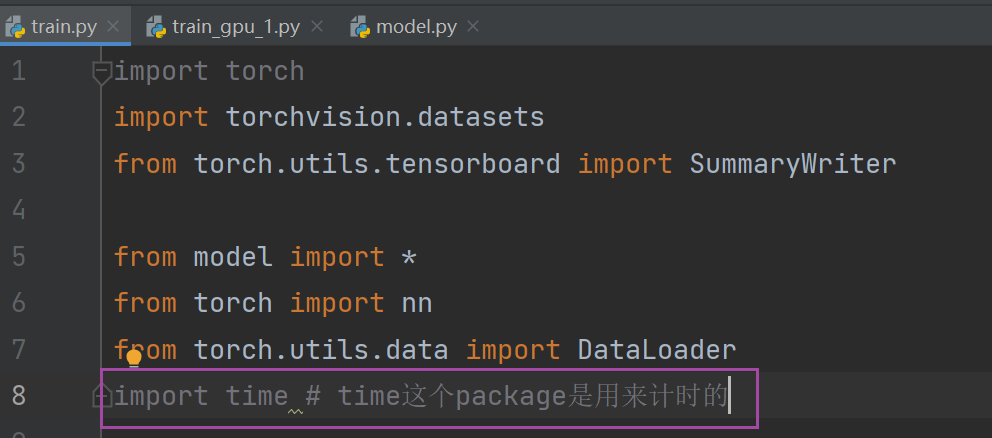 train.py train_gpu_1.py model.py
1 import torch
2 import torchvision.datasets
3 from torch.utils.tensorboard import SummaryWriter
4
5 from model import *
6 from torch import nn
7 from torch.utils.data import DataLoader
8 import time # time这个package是用来计时的